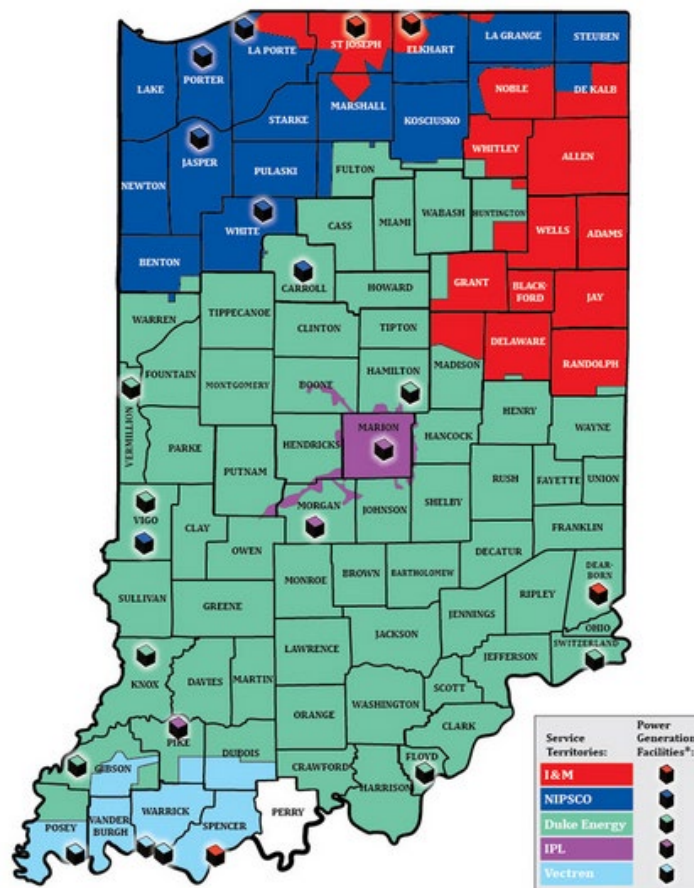 LA PORTE
ST JOSEPH
ELKHART
LA GRANGE
STEUBEN
PORTER
LAKE
NOBLE
DE KALB
MARSHALL
STARKE
KOSCIUSKO
WHITLEY
ALLEN
JASPER
NEWTON
PULASKI
FULTON
WABASH
HUNTINGTON
MIAMI
CASS
WHITE
WELLS
ADAMS
BENTON
CARROLL
GRANT
BLACK-
FORD
JAY
HOWARD
WARREN
TIPPECANOE
CLINTON
TIPTON
DELAWARE
RANDOLPH
MADISON
FOUNTAIN
MONTGOMERY
BOONE
HAMILTON
HENRY
WAYNE
VERMILLION
PARKE
PUTNAM
HENDRICKS
MARION
HANCOCK
RUSH
FAYETTE
UNION
VIGO
CLAY
MORGAN
JOHNSON
SHELBY
FRANKLIN
OWEN
DECATUR
DEAR-
BORN
MONROE
BROWN
BARTHOLOMEW
RIPLEY
SULLIVAN
GREENE
JENNINGS
OHIO
JACKSON
SWITZERLAND
LAWRENCE
JEFFERSON
KNOX
DAVIES
MARTIN
SCOTT
WASHINGTON
ORANGE
CLARK
PIKE
DUBOIS
GIBSON
CRAWFORD
FLOYD
HARRISON
POSEY
VANDER
BURGH
WARRICK
SPENCER
PERRY
Service
Territories:
Power
Generation
Facilities*:
I&M
NIPSCO
Duke Energy
IPL
Vectren